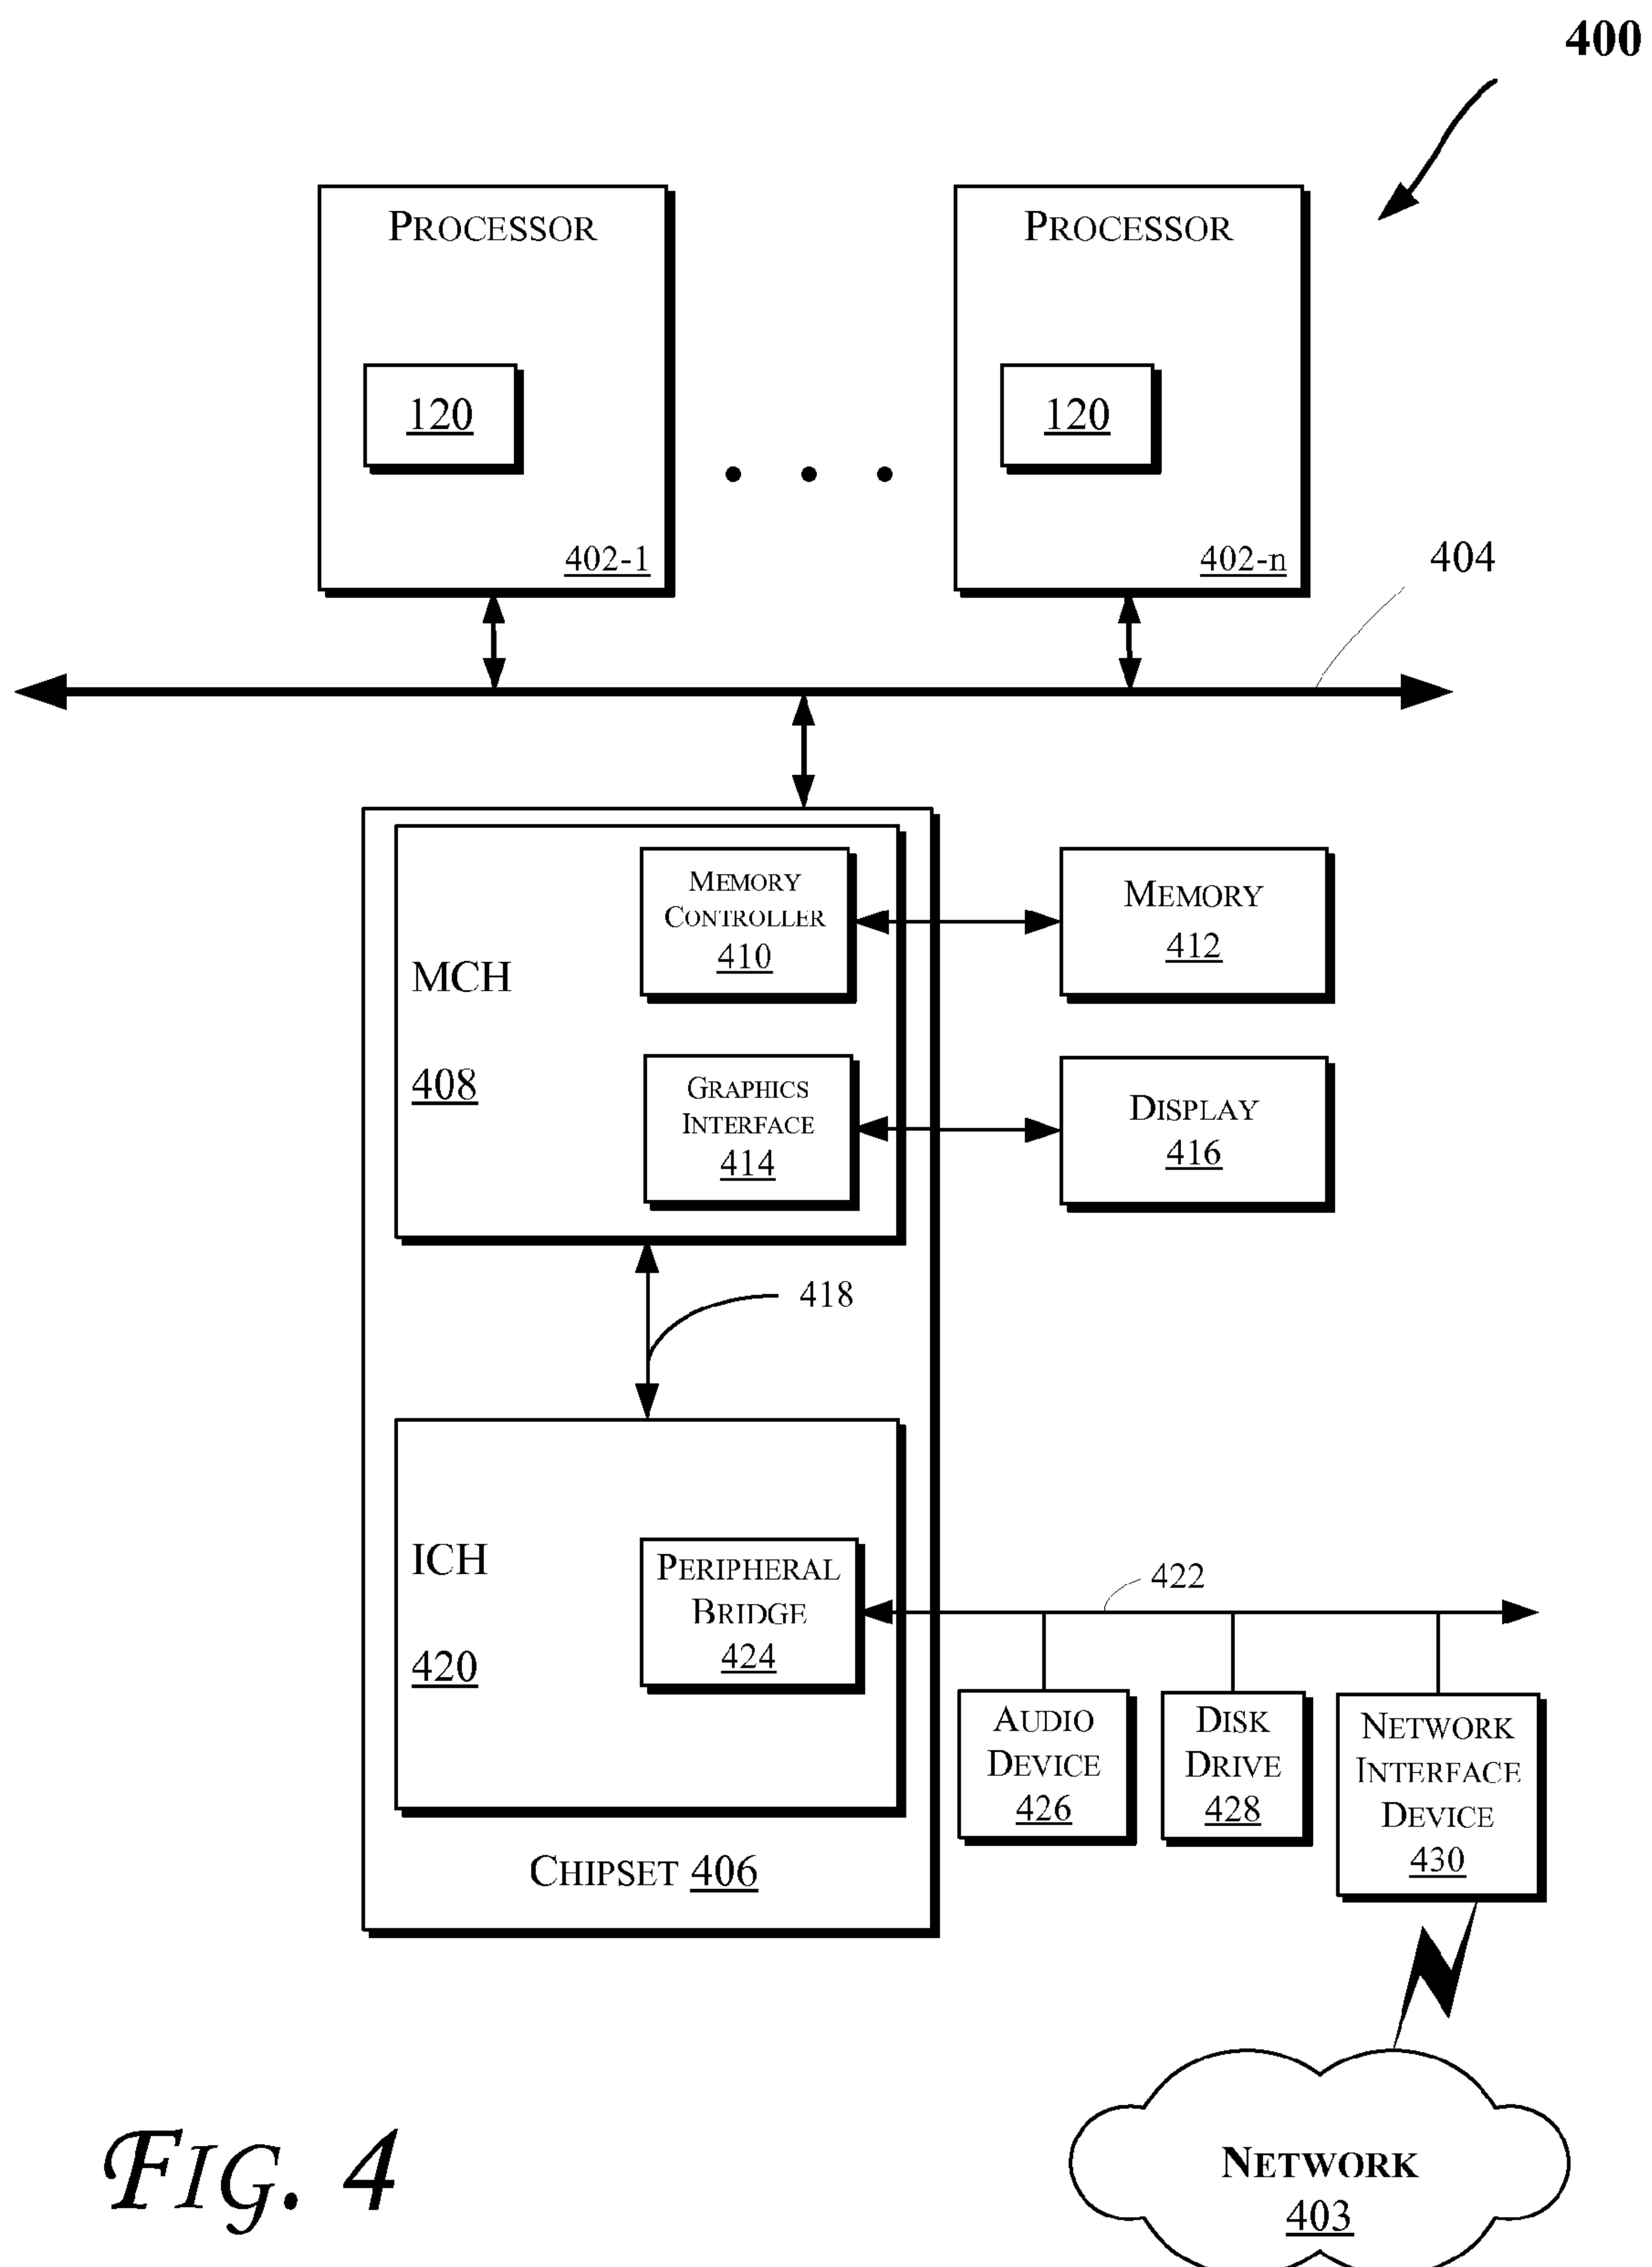 400
PROCESSOR
120
402-1
PROCESSOR
120
402-n
404
MEMORY
CONTROLLER
410
MEMORY
412
MCH
408
GRAPHICS
INTERFACE
414
DISPLAY
416
418
ICH
420
PERIPHERAL
BRIDGE
424
422
AUDIO
DEVICE
426
DISK
DRIVE
428
NETWORK
INTERFACE
DEVICE
430
CHIPSET 406
NETWORK
403
FIG. 4